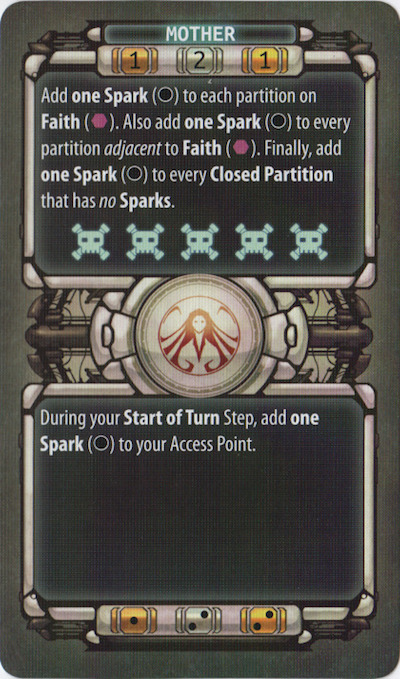 MOTHER
1 2 1
Add one Spark ( ) to each partition on
Faith ( ). Also add one Spark ( ) to every
partition adjacent to Faith ( ). Finally, add
one Spark ( ) to every Closed Partition
that has no Sparks.
During your Start of Turn Step, add one
Spark ( ) to your Access Point.